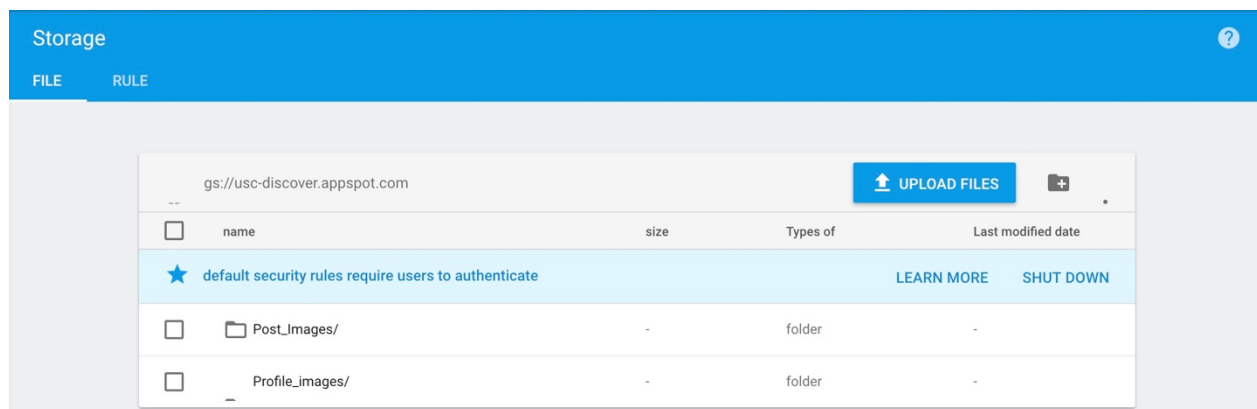 Storage
FILE RULE
gs://usc-discover.appspot.com UPLOAD FILES
name size Types of Last modified date
default security rules require users to authenticate LEARN MORE SHUT DOWN
Post_Images/ - folder -
Profile_images/ - folder -